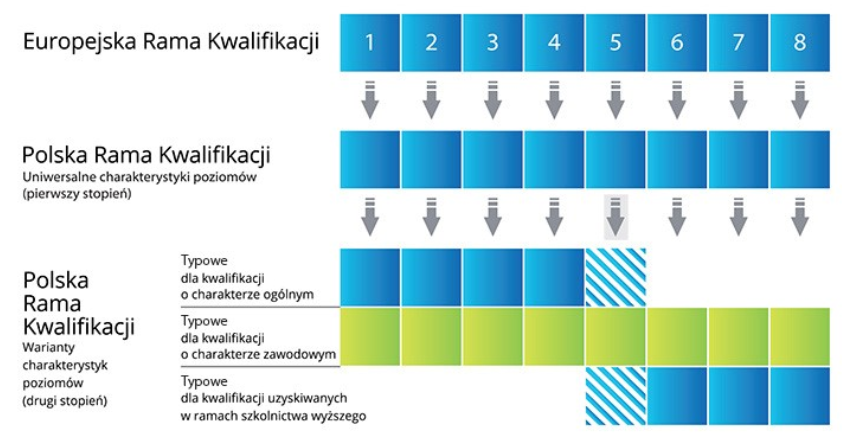 Europejska Rama Kwalifikacji
1 2 3 4 5 6 7 8
Polska Rama Kwalifikacji
Uniwersalne charakterystyki poziomów
(pierwszy stopień)
Polska
Rama
Kwalifikacji
Warianty
charakterystyk
poziomów
(drugi stopień)
Typowe
dla kwalifikacji
o charakterze ogólnym
Typowe
dla kwalifikacji
o charakterze zawodowym
Typowe
dla kwalifikacji uzyskiwanych
w ramach szkolnictwa wyższego